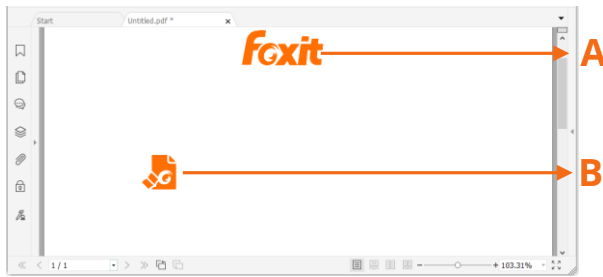 Start
Untitled.pdf *
Foxit
A
B
1 / 1
103.31%